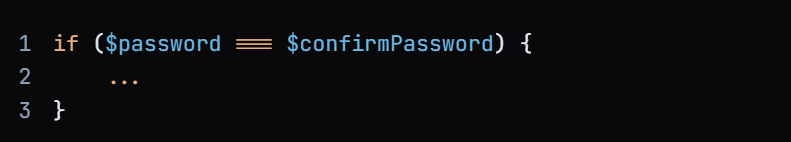 1 if ($password === $confirmPassword) {
2     ...
3 }